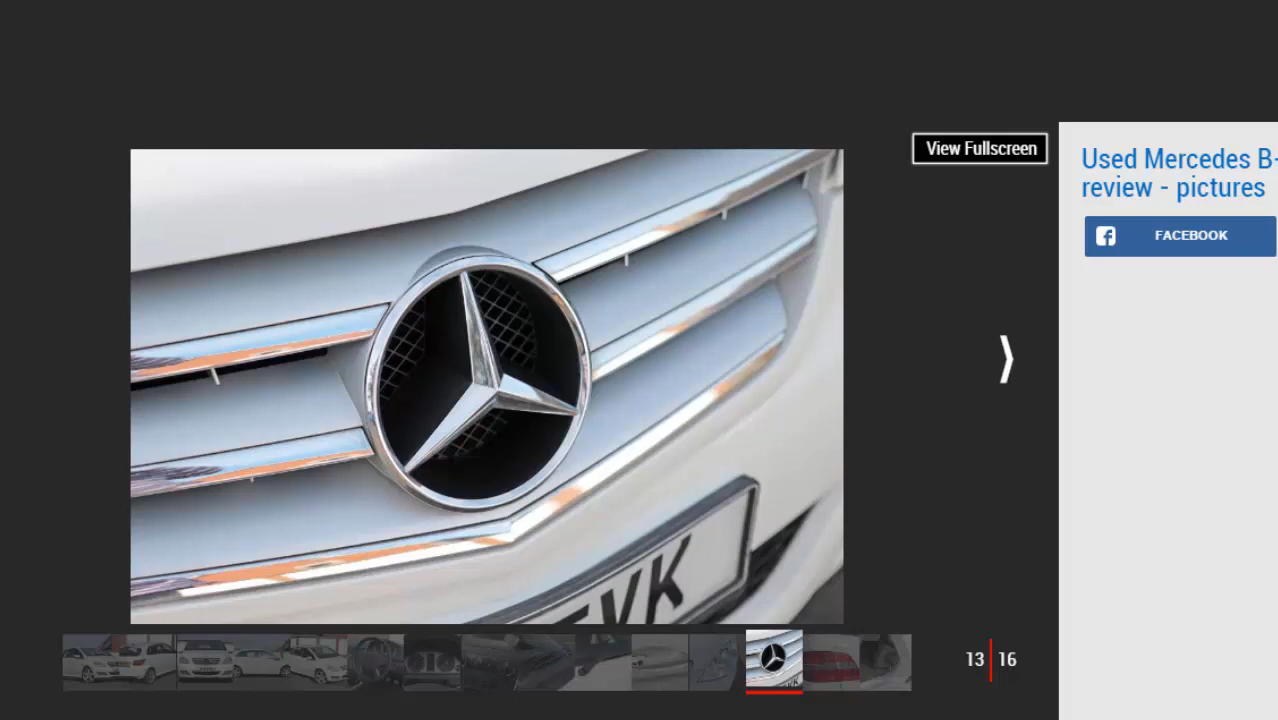 View Fullscreen
Used Mercedes B-
review - pictures
FACEBOOK
VK
13 16